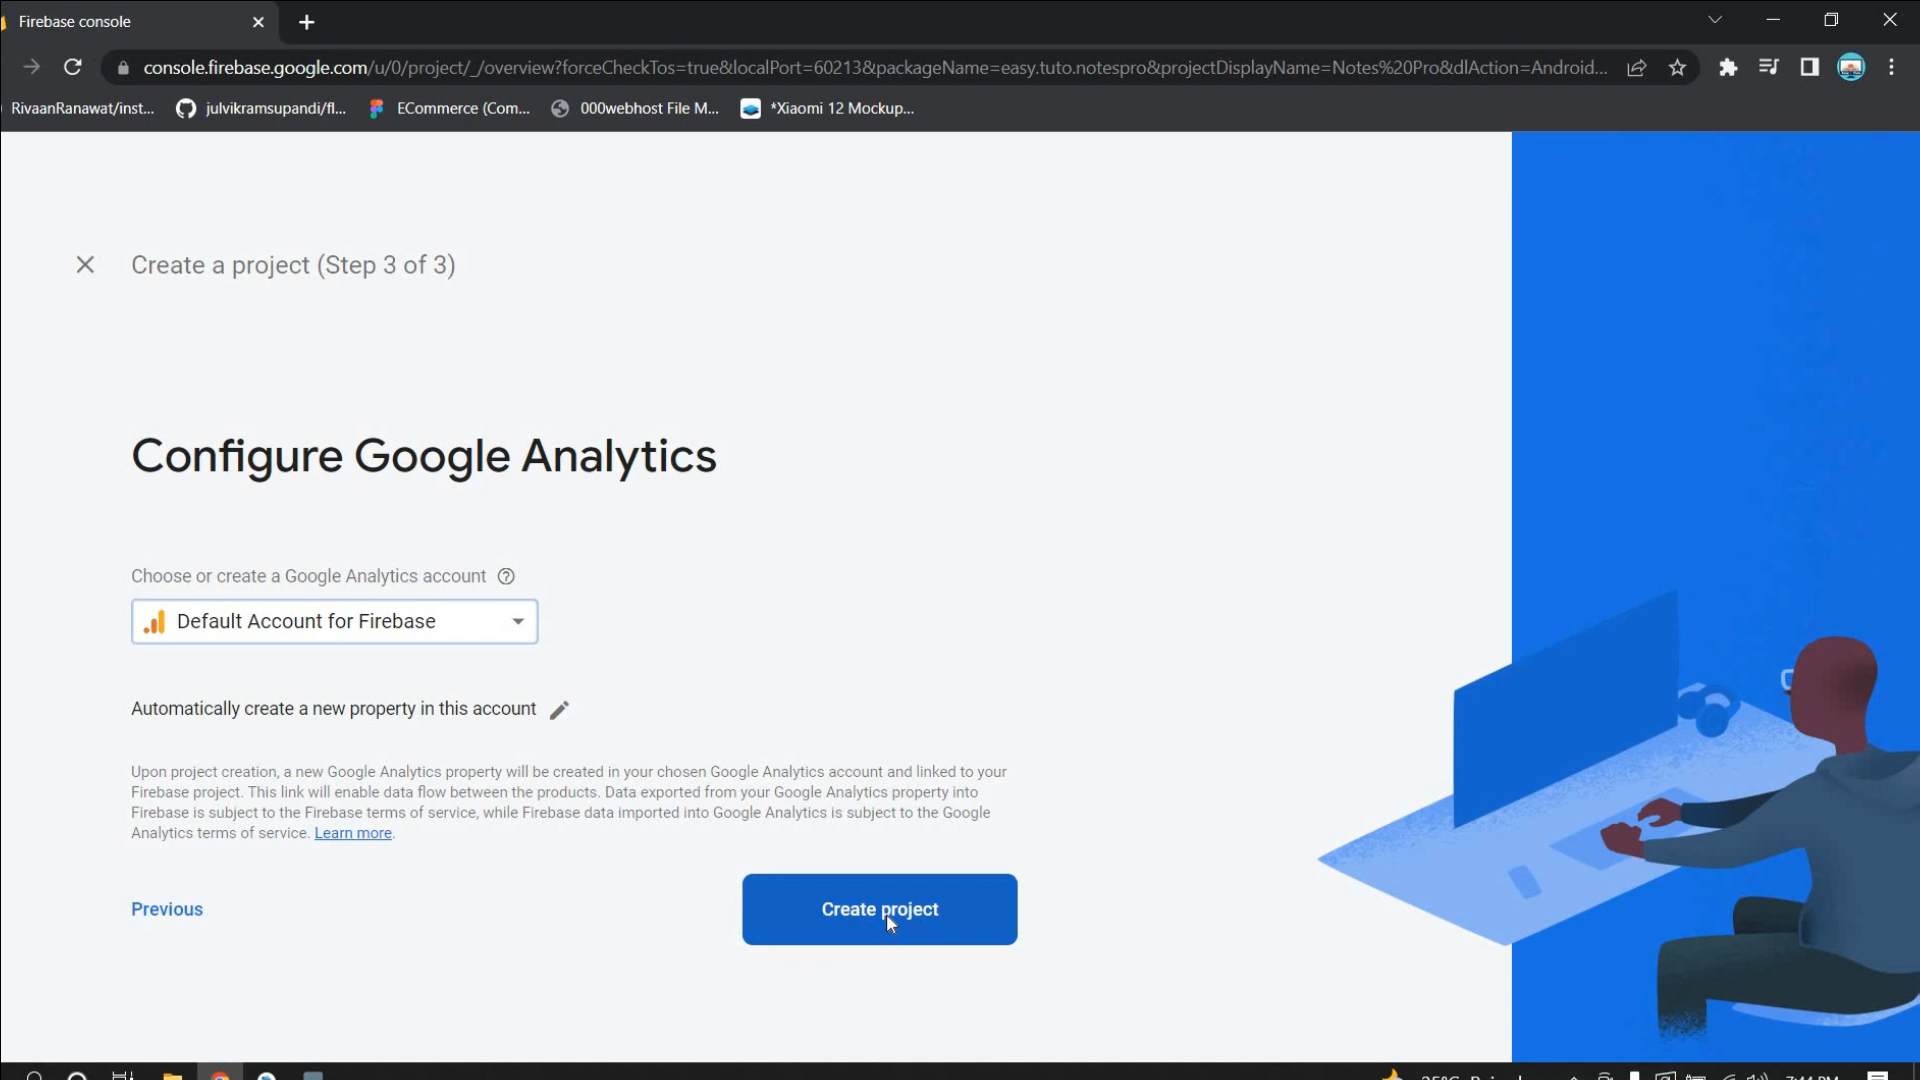 Firebase console
console.firebase.google.com/u/0/project/_/overview?forceCheckTos=true&localPort=60213&packageName=easy.tuto.notespro&projectDisplayName=Notes%20Pro&dlAction=Android...
RivaanRanawat/inst... julvikramsupandi/fl... ECommerce (Com... 000webhost File M... *Xiaomi 12 Mockup...
Create a project (Step 3 of 3)
Configure Google Analytics
Choose or create a Google Analytics account
Default Account for Firebase
Automatically create a new property in this account
Upon project creation, a new Google Analytics property will be created in your chosen Google Analytics account and linked to your
Firebase project. This link will enable data flow between the products. Data exported from your Google Analytics property into
Firebase is subject to the Firebase terms of service, while Firebase data imported into Google Analytics is subject to the Google
Analytics terms of service. Learn more.
Previous
Create project